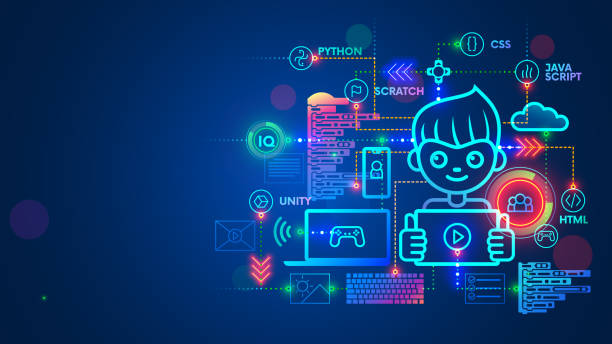 PYTHON
CSS
JAVA
SCRIPT
SCRATCH
IQ
UNITY
HTML